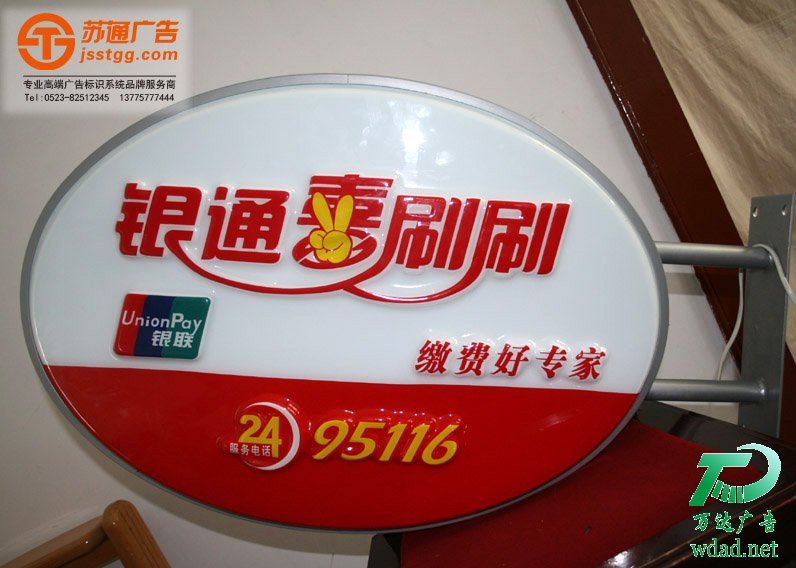 苏通广告
jsstgg.com
专业高端广告标识系统品牌服务商
Tel:0523-82512345 13775777444
银通喜刷刷
UnionPay
银联
缴费好专家
24
服务电话
95116
万达广告
wdad.net